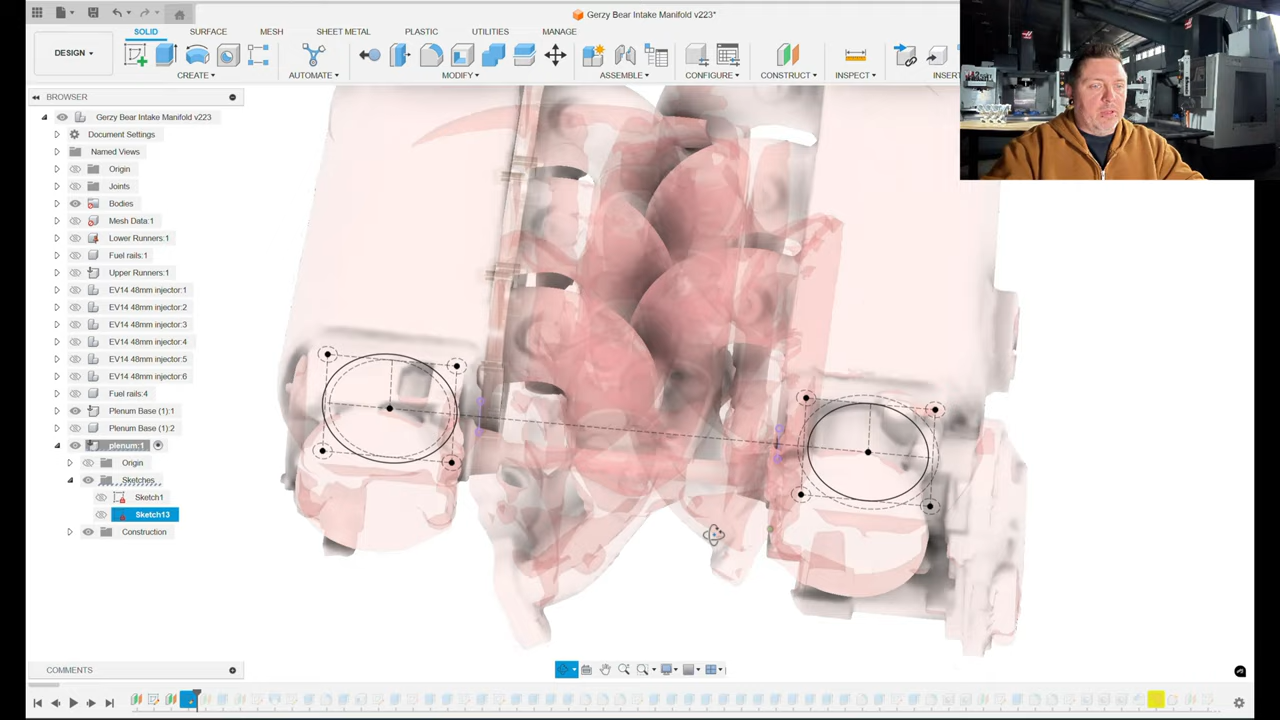 Gerzy Bear Intake Manifold v223*
SOLID SURFACE MESH SHEET METAL PLASTIC UTILITIES MANAGE
DESIGN
CREATE AUTOMATE MODIFY ASSEMBLE CONFIGURE CONSTRUCT INSPECT INSERT
BROWSER
Gerzy Bear Intake Manifold v223
Document Settings
Named Views
Origin
Joints
Bodies
Mesh Data:1
Lower Runners:1
Fuel rails:1
Upper Runners:1
EV14 48mm injector:1
EV14 48mm injector:2
EV14 48mm injector:3
EV14 48mm injector:4
EV14 48mm injector:5
EV14 48mm injector:6
Fuel rails:4
Plenum Base (1):1
Plenum Base (1):2
plenum:1
Origin
Sketches
Sketch1
Sketch13
Construction
COMMENTS